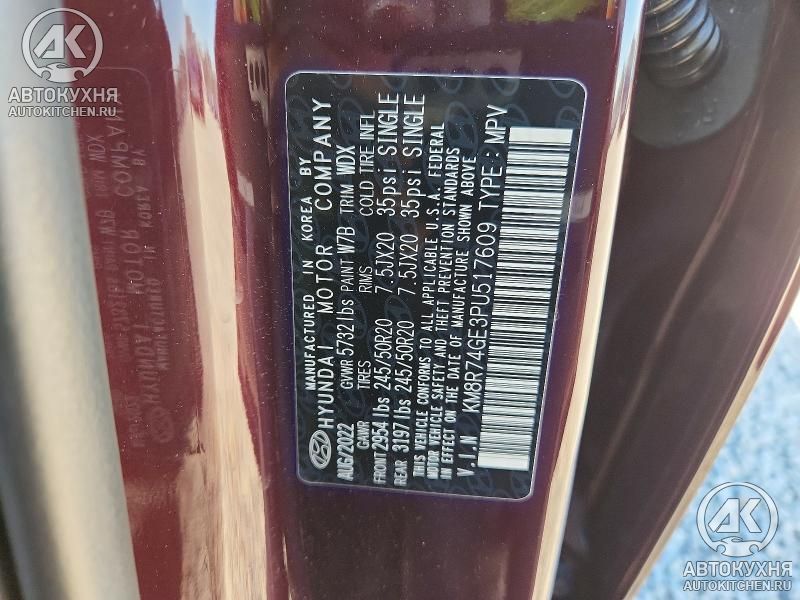 AK
АВТОКУХНЯ
AUTOKITCHEN.RU
MANUFACTURED IN KOREA BY
HYUNDAI MOTOR COMPANY
AUG/2022 GVWR 5732 lbs PAINT W7B TRIM WDX
GAWR TIRES RIMS COLD TIRE INFL
FRONT 2954 lbs 245/50R20 7.5JX20 35psi SINGLE
REAR 3197 lbs 245/50R20 7.5JX20 35psi SINGLE
THIS VEHICLE CONFORMS TO ALL APPLICABLE U.S.A. FEDERAL
MOTOR VEHICLE SAFETY AND THEFT PREVENTION STANDARDS
IN EFFECT ON THE DATE OF MANUFACTURE SHOWN ABOVE
V.I.N KM8R74GE3PU517609 TYPE : MPV
AK
АВТОКУХНЯ
AUTOKITCHEN.RU